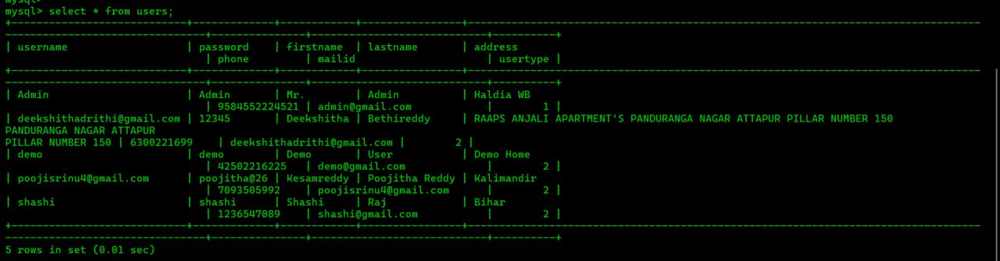 mysql> select * from users;
+-----------------------------+-------------+------------+----------------+----------------------------------------------------------------------------------
--------------------------------+---------------+----------------------------+----------+
| username                    | password    | firstname  | lastname       | address
                                | phone         | mailid                     | usertype |
+-----------------------------+-------------+------------+----------------+----------------------------------------------------------------------------------
--------------------------------+---------------+----------------------------+----------+
| Admin                       | Admin       | Mr.        | Admin          | Haldia WB
                                | 9584552224521 | admin@gmail.com            |        1 |
| deekshithadrithi@gmail.com | 12345       | Deekshitha | Bethireddy     | RAAPS ANJALI APARTMENT'S PANDURANGA NAGAR ATTAPUR PILLAR NUMBER 150
PANDURANGA NAGAR ATTAPUR
PILLAR NUMBER 150 | 6300221699    | deekshithadrithi@gmail.com |        2 |
| demo                        | demo        | Demo       | User           | Demo Home
                                | 42502216225   | demo@gmail.com             |        2 |
| poojisrinu4@gmail.com       | poojitha@26 | Kesamreddy | Poojitha Reddy | Kalimandir
                                | 7093505992    | poojisrinu4@gmail.com      |        2 |
| shashi                      | shashi      | Shashi     | Raj            | Bihar
                                | 1236547089    | shashi@gmail.com           |        2 |
+-----------------------------+-------------+------------+----------------+----------------------------------------------------------------------------------
--------------------------------+---------------+----------------------------+----------+
5 rows in set (0.01 sec)